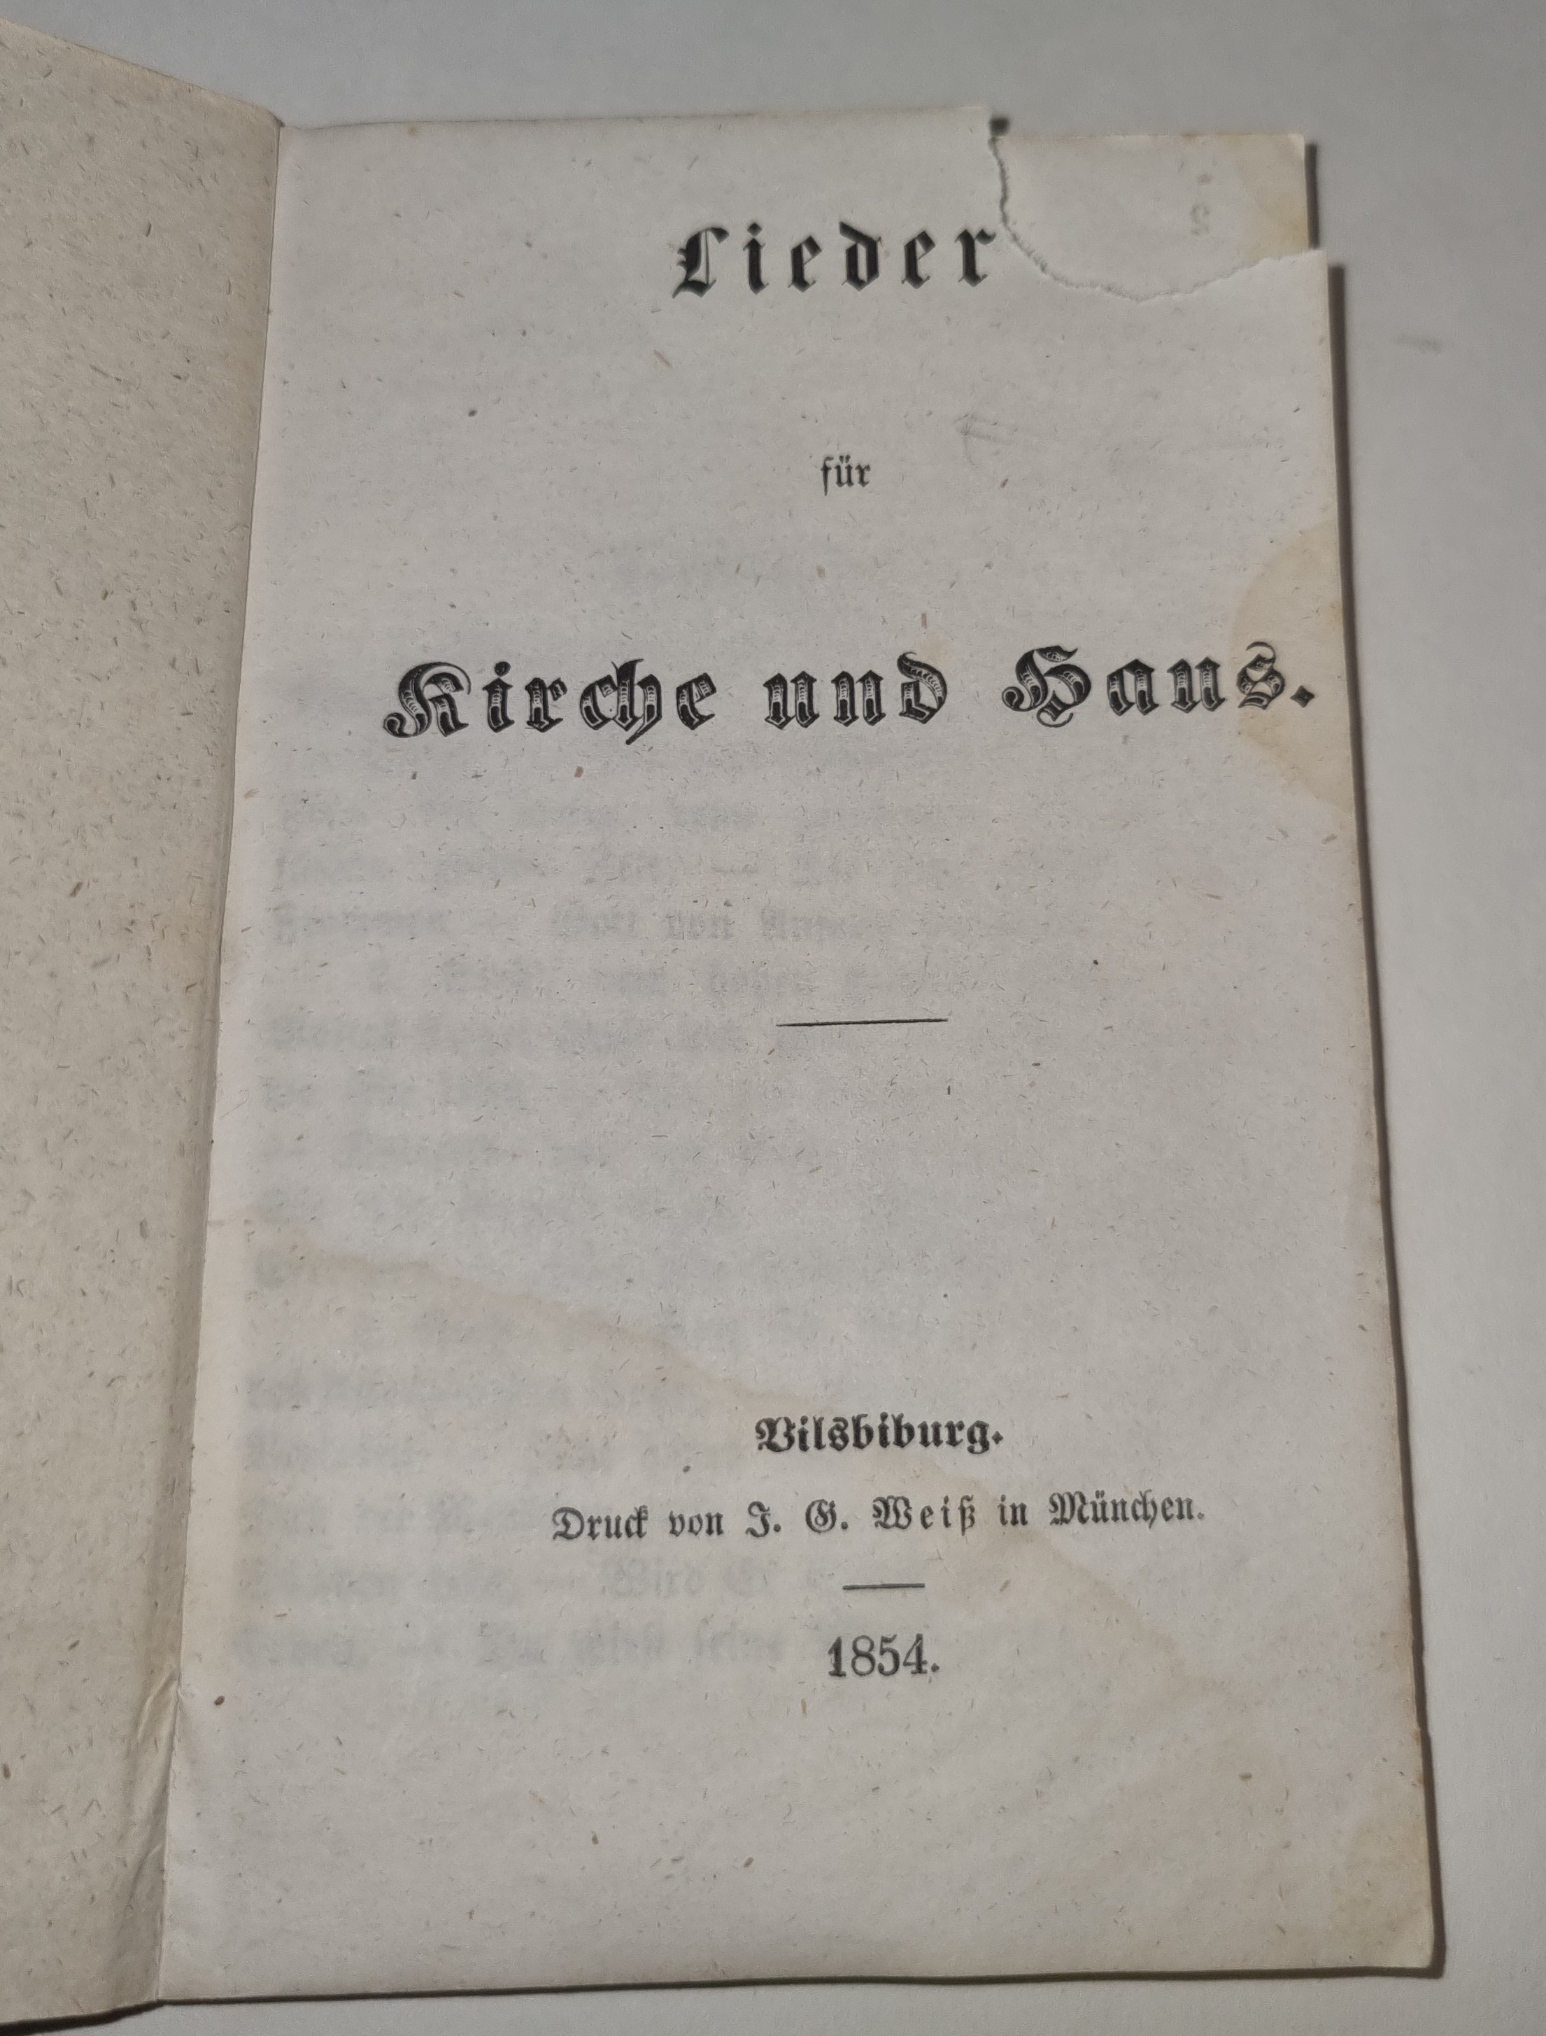 Lieder
für
Kirche und Haus.
Vilsbiburg.
Druck von J. G. Weiß in München.
1854.